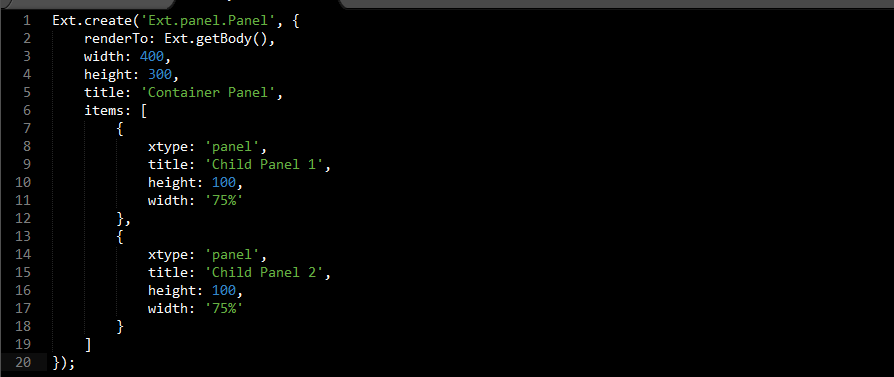 1 Ext.create('Ext.panel.Panel', {
2     renderTo: Ext.getBody(),
3     width: 400,
4     height: 300,
5     title: 'Container Panel',
6     items: [
7         {
8             xtype: 'panel',
9             title: 'Child Panel 1',
10             height: 100,
11             width: '75%'
12         },
13         {
14             xtype: 'panel',
15             title: 'Child Panel 2',
16             height: 100,
17             width: '75%'
18         }
19     ]
20 });